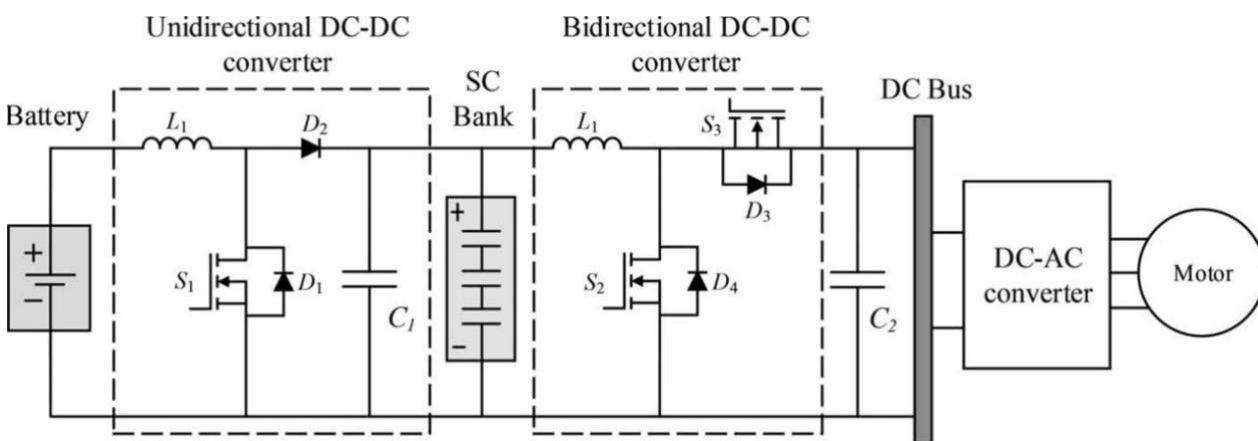 Unidirectional DC-DC
converter
Bidirectional DC-DC
converter
SC
Bank
DC Bus
Battery
L₁
D₂
L₁
S₃
D₃
+
−
S₁
D₁
C₁
+
−
S₂
D₄
C₂
DC-AC
converter
Motor